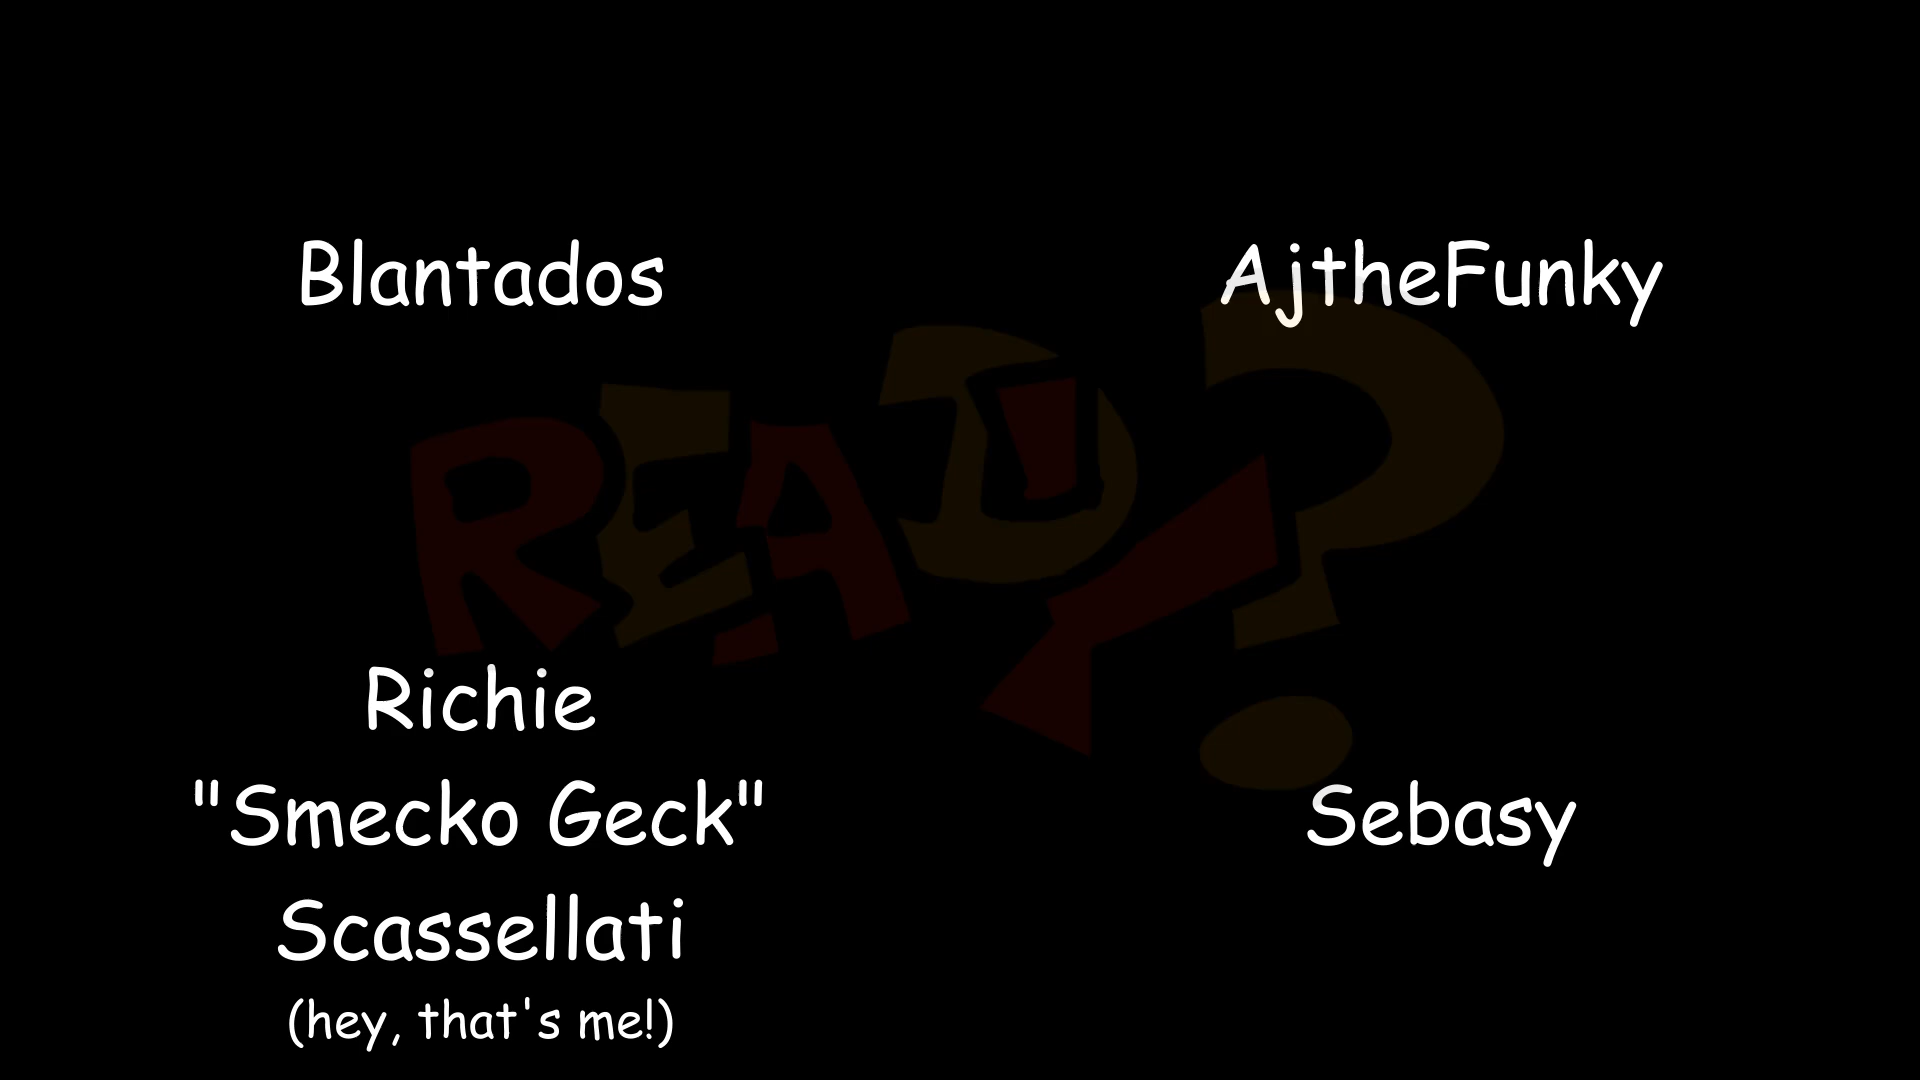 Blantados
AjtheFunky
READY?
Richie
"Smecko Geck"
Scassellati
(hey, that's me!)
Sebasy